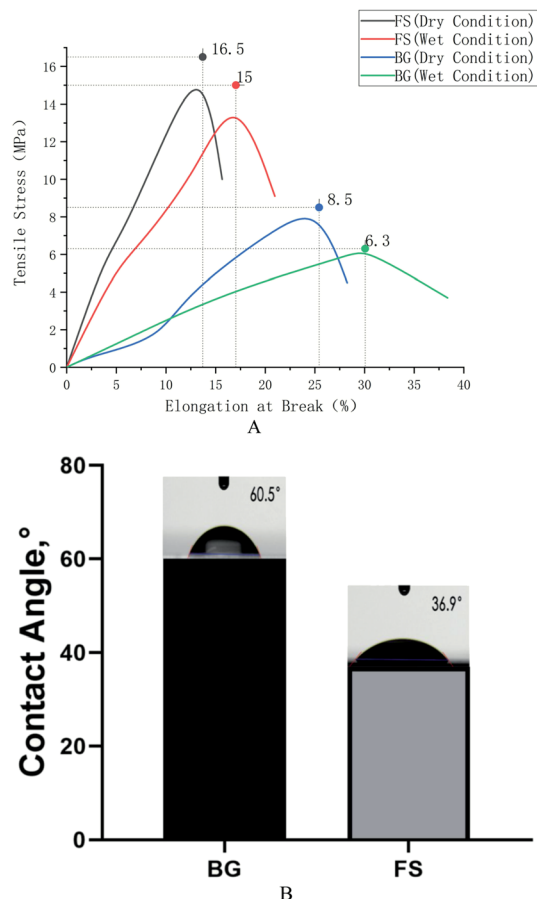 FS(Dry Condition)
FS(Wet Condition)
BG(Dry Condition)
BG(Wet Condition)
16.5
15
8.5
6.3
Tensile Stress (MPa)
16
14
12
10
8
6
4
2
0
0 5 10 15 20 25 30 35 40
Elongation at Break (%)
A
Contact Angle,°
80
60
40
20
0
60.5°
36.9°
BG FS
B